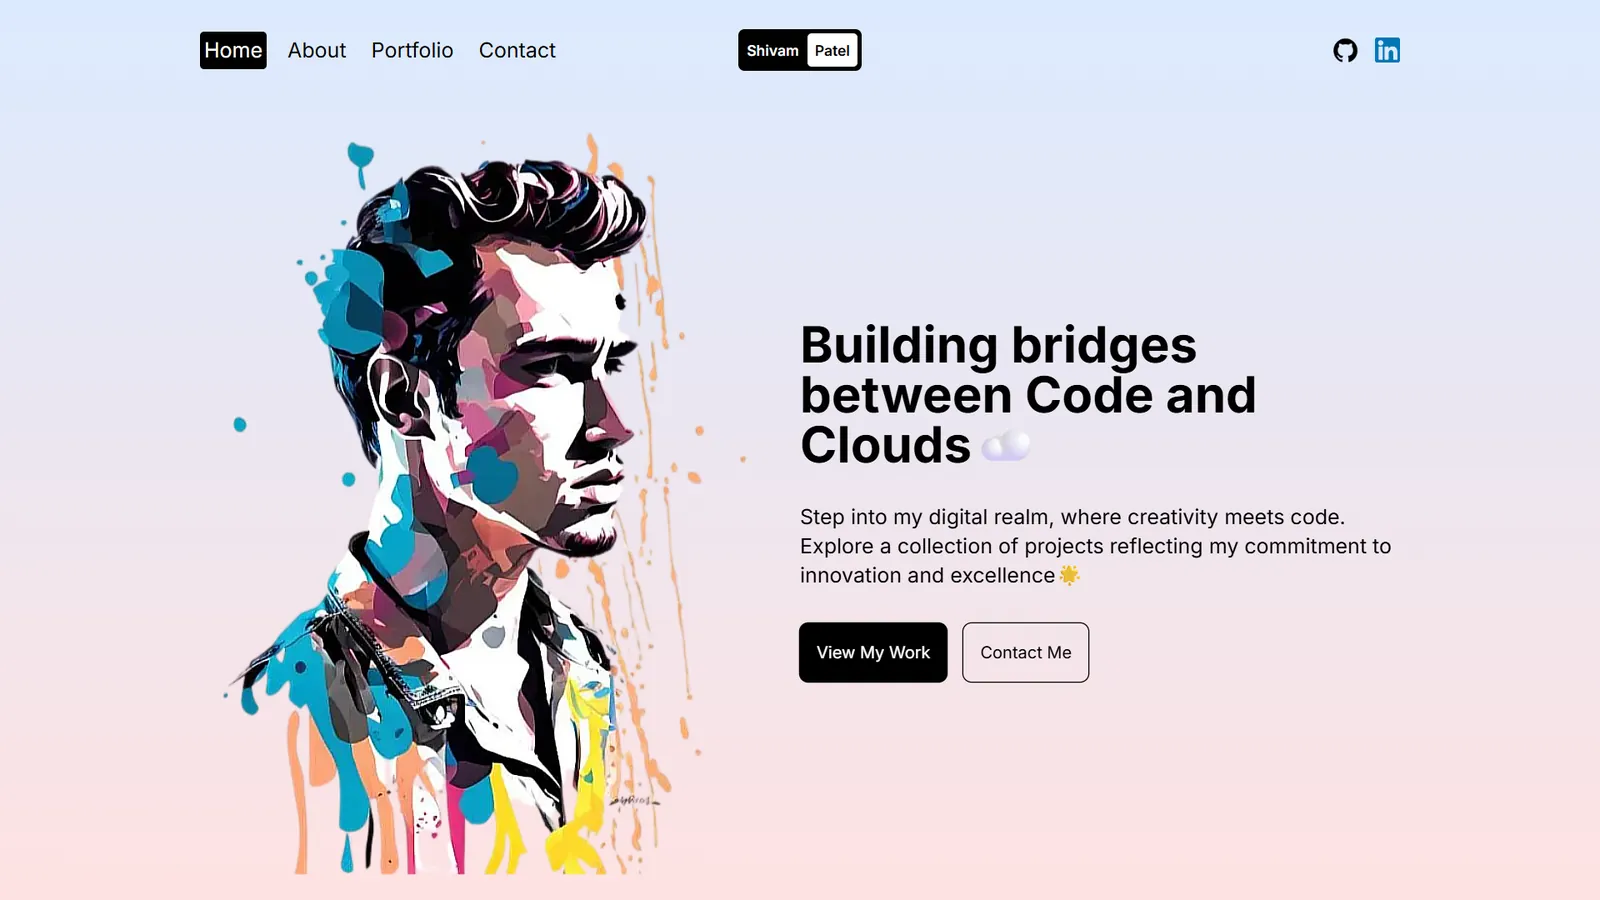 Home About Portfolio Contact
Shivam Patel
in
Building bridges
between Code and
Clouds
Step into my digital realm, where creativity meets code.
Explore a collection of projects reflecting my commitment to
innovation and excellence🌟
View My Work
Contact Me